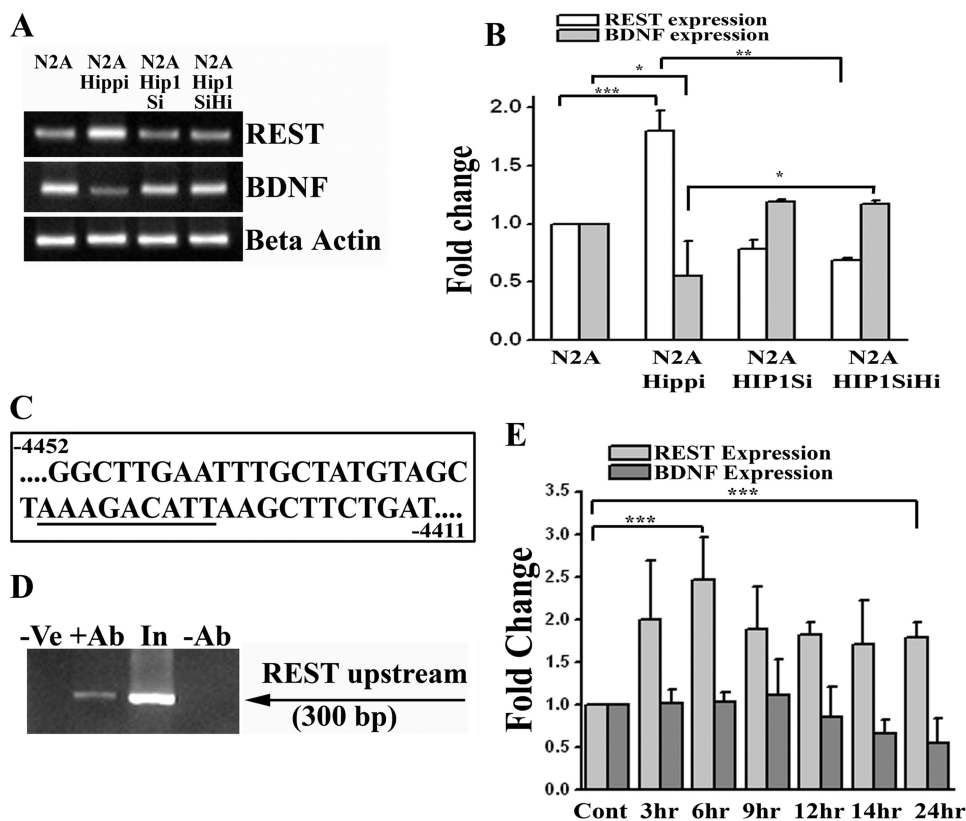 A
N2A N2A N2A N2A
Hippi Hip1 Hip1
Si SiHi
REST
BDNF
Beta Actin
B
REST expression
BDNF expression
**
*
***
*
Fold change
2.0
1.5
1.0
0.5
0.0
N2A N2A N2A N2A
Hippi HIP1Si HIP1SiHi
C
-4452
....GGCTTGAATTTGCTATGTAGC
TAAAGACATTAAGCTTCTGAT....
-4411
D
-Ve +Ab In -Ab
REST upstream
(300 bp)
E
REST Expression
BDNF Expression
***
***
Fold Change
3.5
3.0
2.5
2.0
1.5
1.0
0.5
0.0
Cont 3hr 6hr 9hr 12hr 14hr 24hr